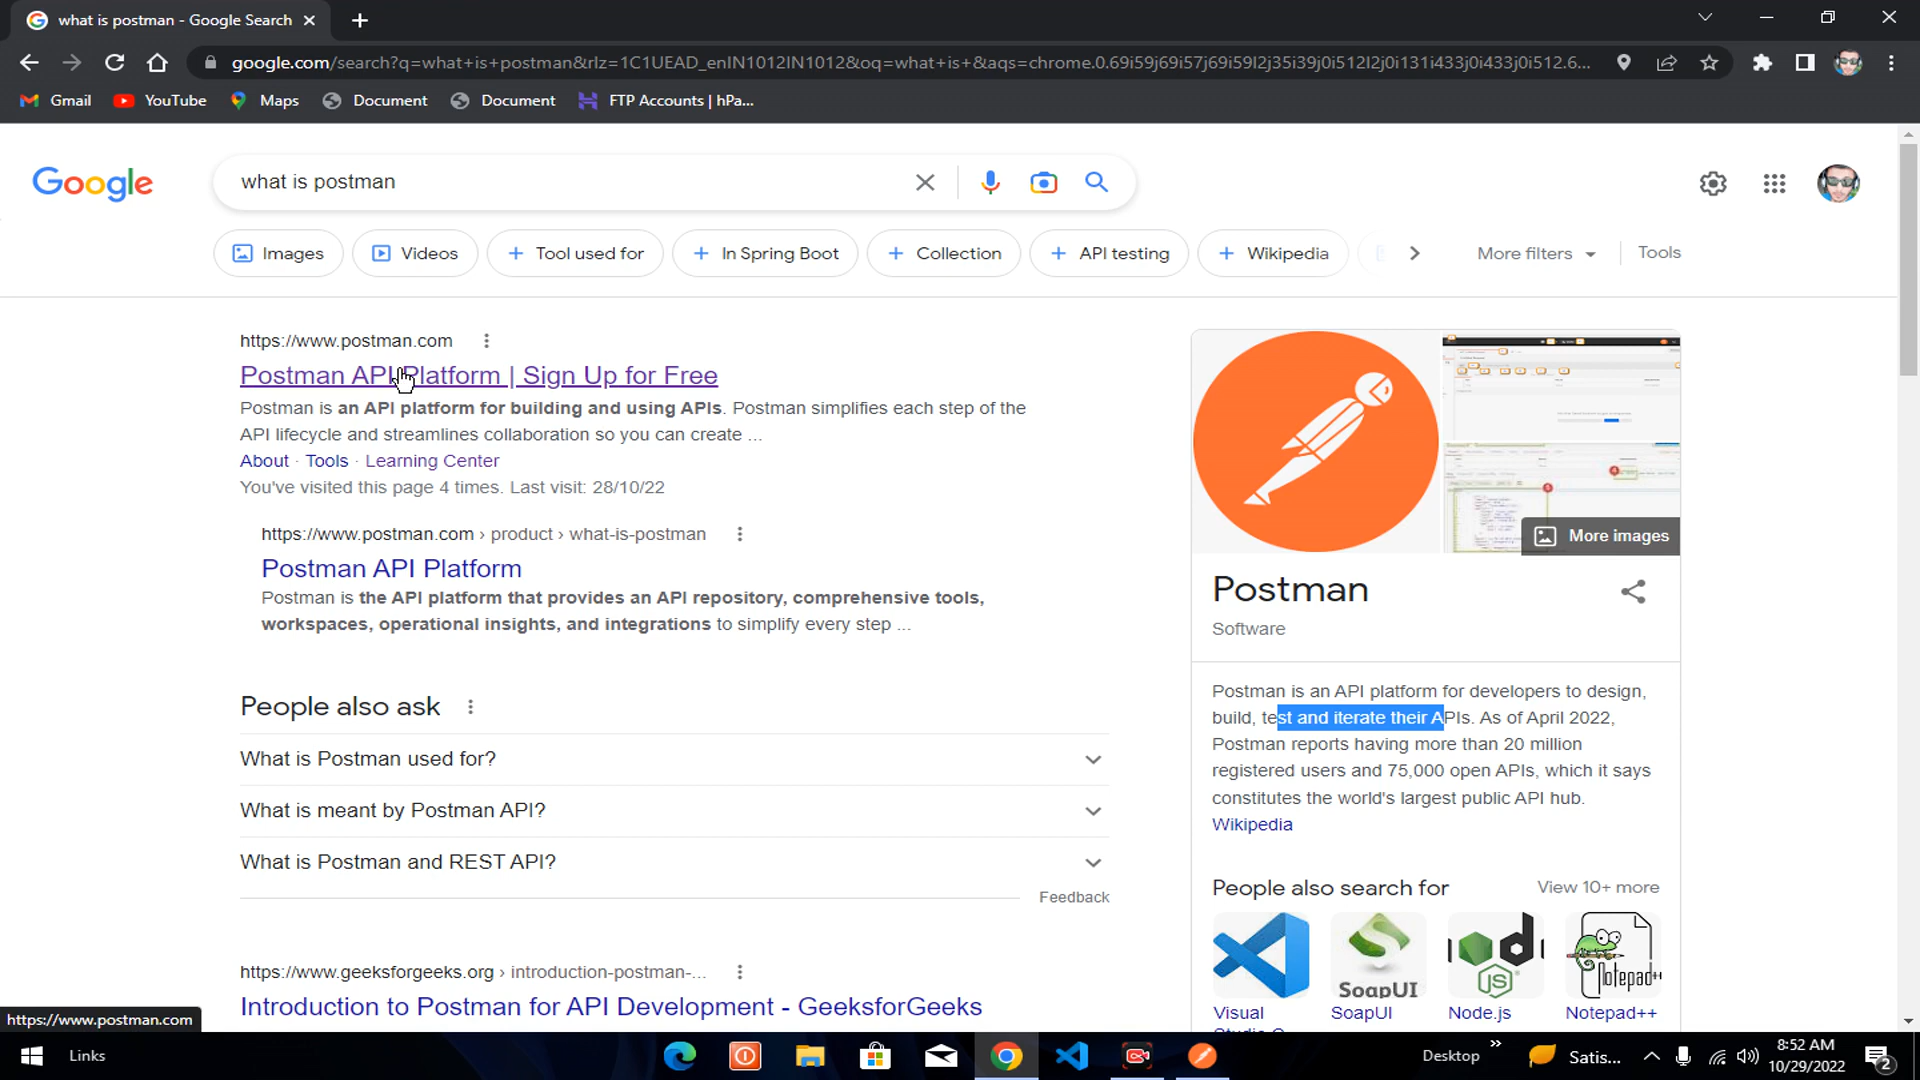 what is postman - Google Search
google.com/search?q=what+is+postman&rlz=1C1UEAD_enIN1012IN1012&oq=what+is+&aqs=chrome.0.69i59j69i57j69i59l2j35i39j0i512l2j0i131i433j0i433j0i512.6...
Gmail YouTube Maps Document Document FTP Accounts | hPa...
Google
what is postman
Images Videos + Tool used for + In Spring Boot + Collection + API testing + Wikipedia More filters Tools
https://www.postman.com
Postman API Platform | Sign Up for Free
Postman is an API platform for building and using APIs. Postman simplifies each step of the
API lifecycle and streamlines collaboration so you can create ...
About · Tools · Learning Center
You've visited this page 4 times. Last visit: 28/10/22
https://www.postman.com › product › what-is-postman
Postman API Platform
Postman is the API platform that provides an API repository, comprehensive tools,
workspaces, operational insights, and integrations to simplify every step ...
People also ask
What is Postman used for?
What is meant by Postman API?
What is Postman and REST API?
Feedback
https://www.geeksforgeeks.org › introduction-postman-...
Introduction to Postman for API Development - GeeksforGeeks
More images
Postman
Software
Postman is an API platform for developers to design,
build, test and iterate their APIs. As of April 2022,
Postman reports having more than 20 million
registered users and 75,000 open APIs, which it says
constitutes the world's largest public API hub.
Wikipedia
People also search for View 10+ more
SoapUI
Notepad++
Visual SoapUI Node.js Notepad++
https://www.postman.com
Links
Desktop
Satis...
8:52 AM
10/29/2022
2